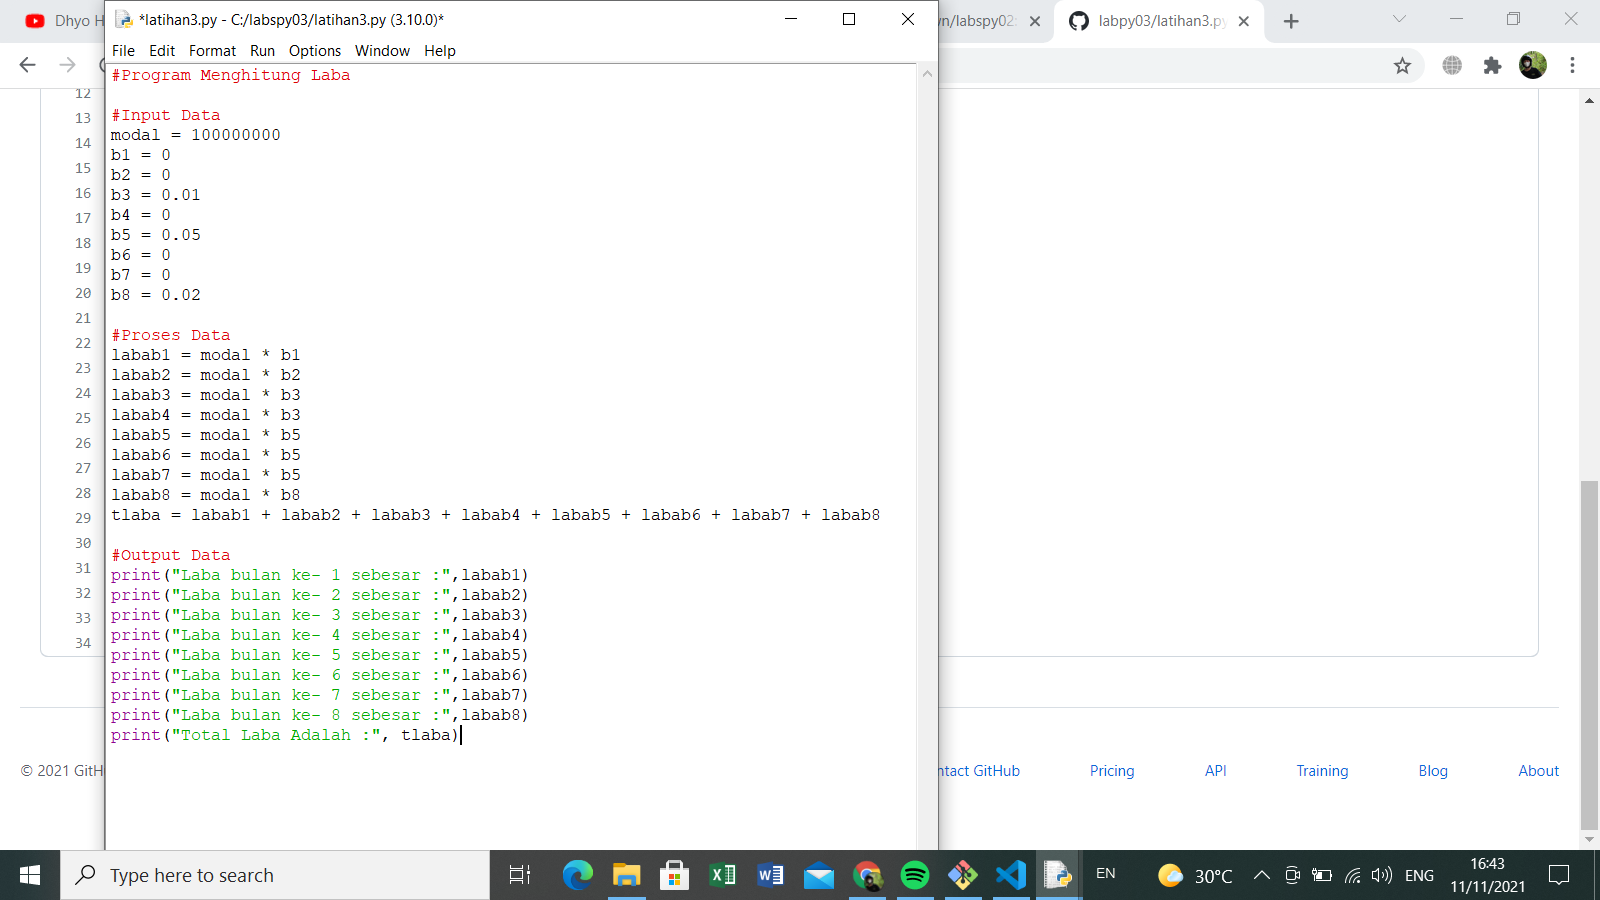 Dhyo H
*latihan3.py - C:/labspy03/latihan3.py (3.10.0)*
vn/labspy02:
labpy03/latihan3.py
File Edit Format Run Options Window Help
#Program Menghitung Laba
#Input Data
modal = 100000000
b1 = 0
b2 = 0
b3 = 0.01
b4 = 0
b5 = 0.05
b6 = 0
b7 = 0
b8 = 0.02
#Proses Data
labab1 = modal * b1
labab2 = modal * b2
labab3 = modal * b3
labab4 = modal * b3
labab5 = modal * b5
labab6 = modal * b5
labab7 = modal * b5
labab8 = modal * b8
tlaba = labab1 + labab2 + labab3 + labab4 + labab5 + labab6 + labab7 + labab8
#Output Data
print("Laba bulan ke- 1 sebesar :",labab1)
print("Laba bulan ke- 2 sebesar :",labab2)
print("Laba bulan ke- 3 sebesar :",labab3)
print("Laba bulan ke- 4 sebesar :",labab4)
print("Laba bulan ke- 5 sebesar :",labab5)
print("Laba bulan ke- 6 sebesar :",labab6)
print("Laba bulan ke- 7 sebesar :",labab7)
print("Laba bulan ke- 8 sebesar :",labab8)
print("Total Laba Adalah :", tlaba)
12
13
14
15
16
17
18
19
20
21
22
23
24
25
26
27
28
29
30
31
32
33
34
© 2021 GitH
ntact GitHub Pricing API Training Blog About
Type here to search
EN
30°C
ENG
16:43
11/11/2021